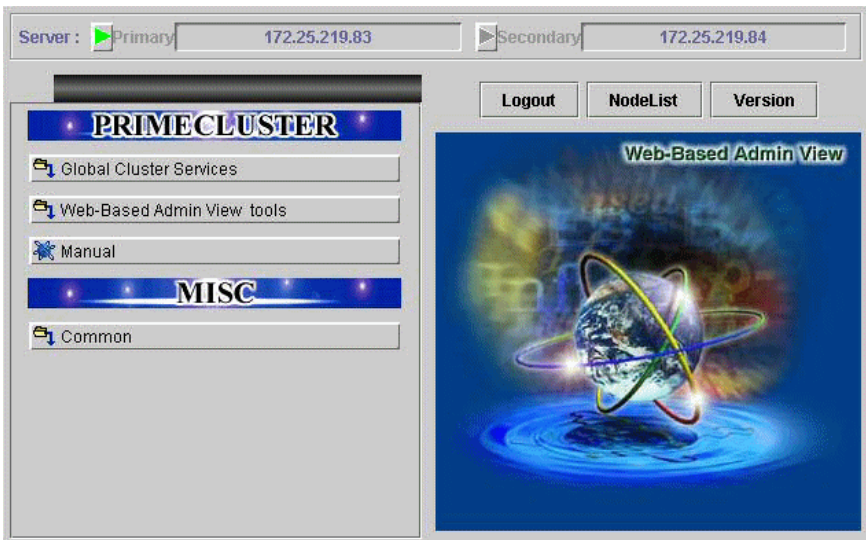 Server : Primary 172.25.219.83 Secondary 172.25.219.84
Logout NodeList Version
PRIMECLUSTER
Global Cluster Services
Web-Based Admin View tools
Manual
MISC
Common
Web-Based Admin View